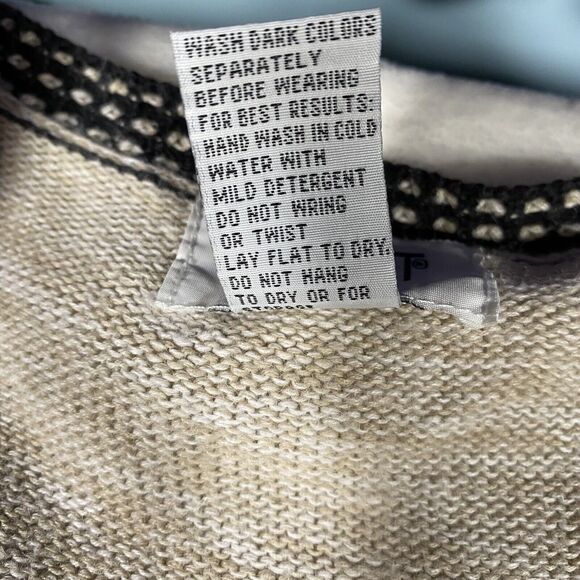 WASH DARK COLORS
SEPARATELY
BEFORE WEARING
FOR BEST RESULTS:
HAND WASH IN COLD
WATER WITH
MILD DETERGENT
DO NOT WRING
OR TWIST
LAY FLAT TO DRY.
DO NOT HANG
TO DRY OR FOR
T®